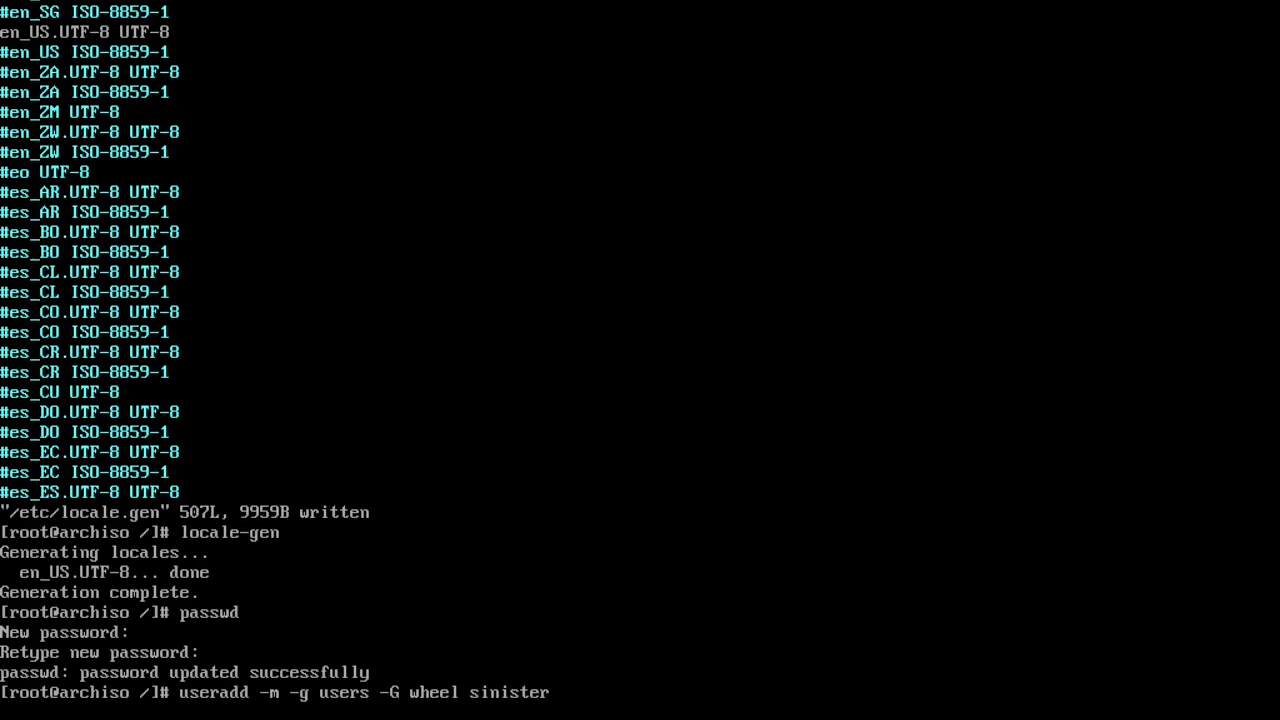 #en_SG ISO-8859-1
en_US.UTF-8 UTF-8
#en_US ISO-8859-1
#en_ZA.UTF-8 UTF-8
#en_ZA ISO-8859-1
#en_ZM UTF-8
#en_ZW.UTF-8 UTF-8
#en_ZW ISO-8859-1
#eo UTF-8
#es_AR.UTF-8 UTF-8
#es_AR ISO-8859-1
#es_BO.UTF-8 UTF-8
#es_BO ISO-8859-1
#es_CL.UTF-8 UTF-8
#es_CL ISO-8859-1
#es_CO.UTF-8 UTF-8
#es_CO ISO-8859-1
#es_CR.UTF-8 UTF-8
#es_CR ISO-8859-1
#es_CU UTF-8
#es_DO.UTF-8 UTF-8
#es_DO ISO-8859-1
#es_EC.UTF-8 UTF-8
#es_EC ISO-8859-1
#es_ES.UTF-8 UTF-8
"/etc/locale.gen" 507L, 9959B written
[root@archiso /]# locale-gen
Generating locales...
  en_US.UTF-8... done
Generation complete.
[root@archiso /]# passwd
New password:
Retype new password:
passwd: password updated successfully
[root@archiso /]# useradd -m -g users -G wheel sinister